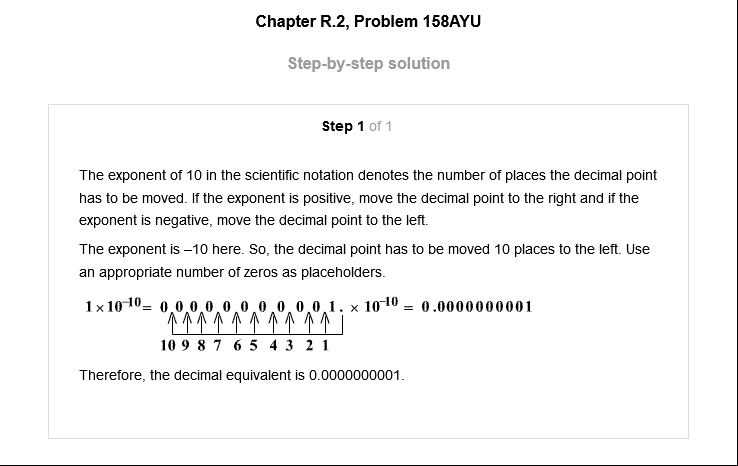 Chapter R.2, Problem 158AYU
Step-by-step solution
Step 1 of 1
The exponent of 10 in the scientific notation denotes the number of places the decimal point
has to be moved. If the exponent is positive, move the decimal point to the right and if the
exponent is negative, move the decimal point to the left.
The exponent is –10 here. So, the decimal point has to be moved 10 places to the left. Use
an appropriate number of zeros as placeholders.
1 × 10⁻¹⁰ = 0 0 0 0 0 0 0 0 0 0 1 . × 10⁻¹⁰ = 0.0000000001
10 9 8 7 6 5 4 3 2 1
Therefore, the decimal equivalent is 0.0000000001.